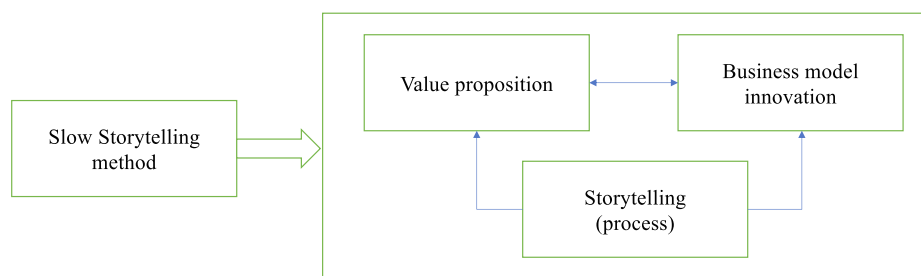 Slow Storytelling
method
Value proposition
Business model
innovation
Storytelling
(process)